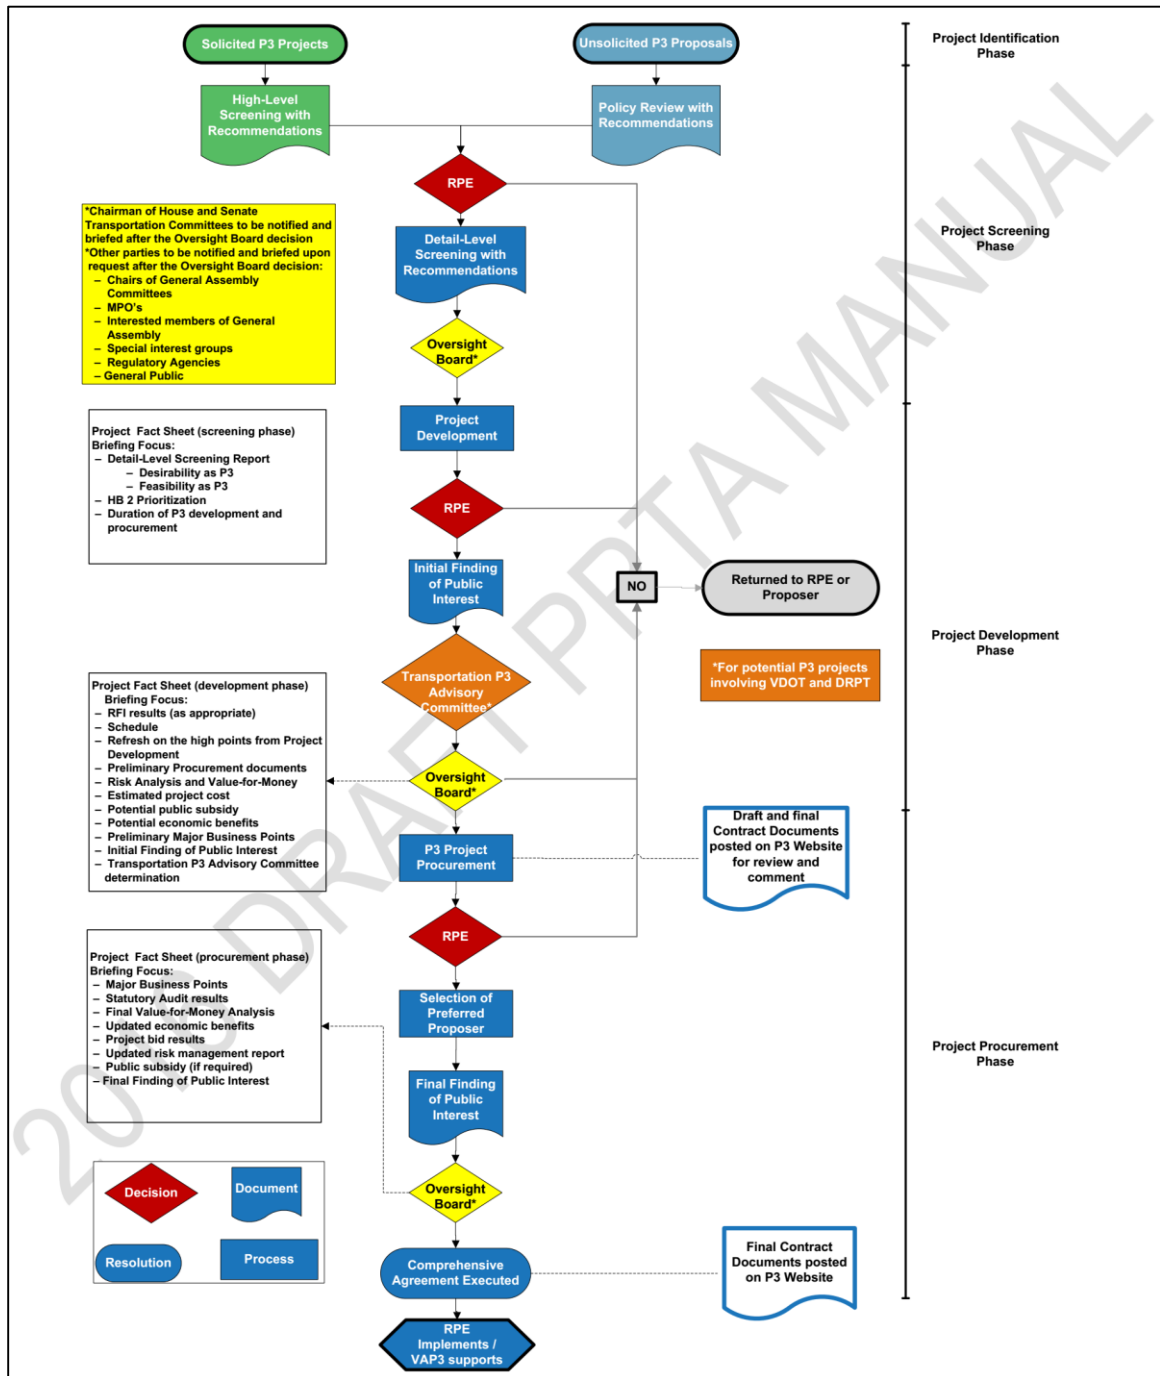 Solicited P3 Projects
Unsolicited P3 Proposals
Project Identification
Phase
High-Level
Screening with
Recommendations
Policy Review with
Recommendations
RPE
*Chairman of House and Senate
Transportation Committees to be notified and
briefed after the Oversight Board decision
*Other parties to be notified and briefed upon
request after the Oversight Board decision:
– Chairs of General Assembly
Committees
– MPO's
– Interested members of General
Assembly
– Special interest groups
– Regulatory Agencies
– General Public
Detail-Level
Screening with
Recommendations
Project Screening
Phase
Oversight
Board*
Project
Development
Project Fact Sheet (screening phase)
Briefing Focus:
– Detail-Level Screening Report
– Desirability as P3
– Feasibility as P3
– HB 2 Prioritization
– Duration of P3 development and
procurement
RPE
Initial Finding
of Public
Interest
NO
Returned to RPE or
Proposer
Project Development
Phase
Transportation P3
Advisory
Committee*
*For potential P3 projects
involving VDOT and DRPT
Project Fact Sheet (development phase)
Briefing Focus:
– RFI results (as appropriate)
– Schedule
– Refresh on the high points from Project
Development
– Preliminary Procurement documents
– Risk Analysis and Value-for-Money
– Estimated project cost
– Potential public subsidy
– Potential economic benefits
– Preliminary Major Business Points
– Initial Finding of Public Interest
– Transportation P3 Advisory Committee
determination
Oversight
Board*
P3 Project
Procurement
Draft and final
Contract Documents
posted on P3 Website
for review and
comment
RPE
Project Fact Sheet (procurement phase)
Briefing Focus:
– Major Business Points
– Statutory Audit results
– Final Value-for-Money Analysis
– Updated economic benefits
– Project bid results
– Updated risk management report
– Public subsidy (if required)
– Final Finding of Public Interest
Selection of
Preferred
Proposer
Project Procurement
Phase
Final Finding
of Public
Interest
Oversight
Board*
Decision
Document
Resolution
Process
Comprehensive
Agreement Executed
Final Contract
Documents posted
on P3 Website
RPE
Implements /
VAP3 supports
2016 DRAFT PPTA MANUAL